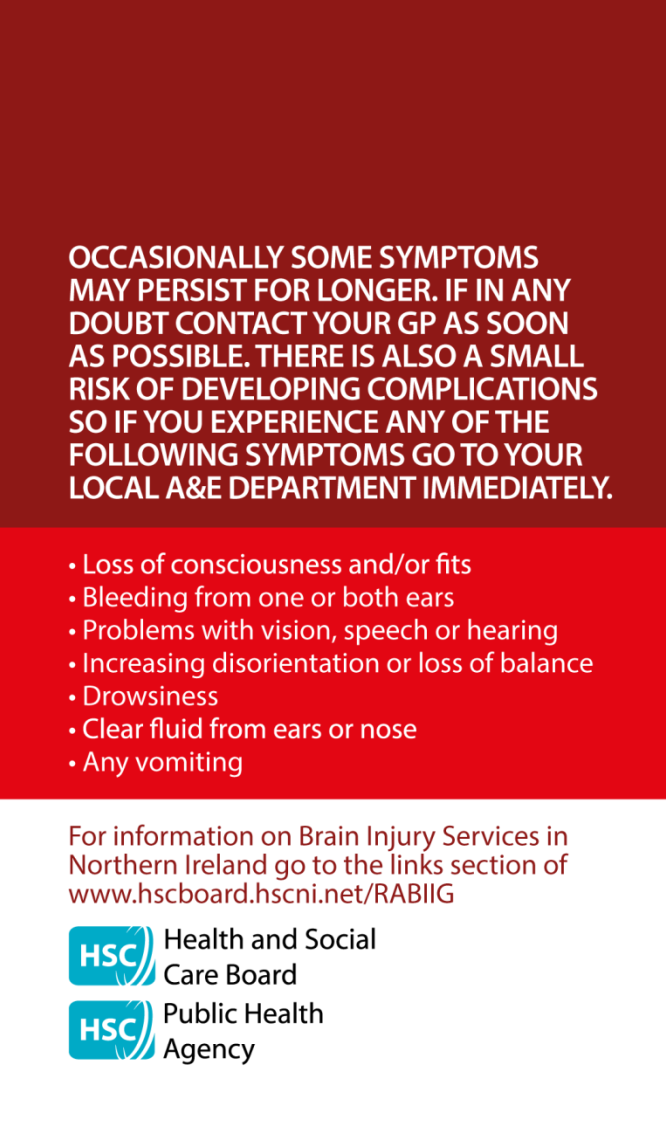 OCCASIONALLY SOME SYMPTOMS
MAY PERSIST FOR LONGER. IF IN ANY
DOUBT CONTACT YOUR GP AS SOON
AS POSSIBLE. THERE IS ALSO A SMALL
RISK OF DEVELOPING COMPLICATIONS
SO IF YOU EXPERIENCE ANY OF THE
FOLLOWING SYMPTOMS GO TO YOUR
LOCAL A&E DEPARTMENT IMMEDIATELY.
• Loss of consciousness and/or fits
• Bleeding from one or both ears
• Problems with vision, speech or hearing
• Increasing disorientation or loss of balance
• Drowsiness
• Clear fluid from ears or nose
• Any vomiting
For information on Brain Injury Services in
Northern Ireland go to the links section of
www.hscboard.hscni.net/RABIIG
HSC Health and Social
Care Board
HSC Public Health
Agency